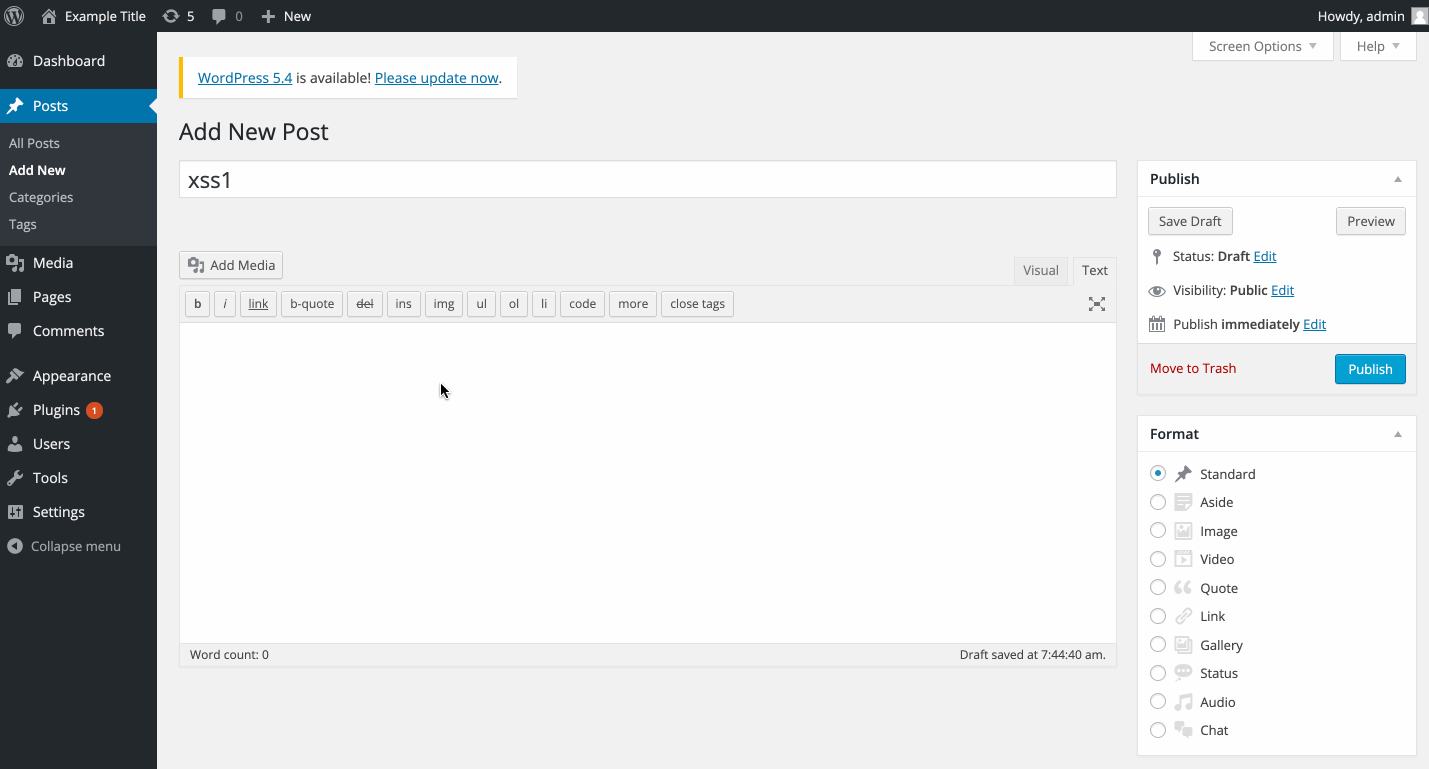 Example Title 5 0 New Howdy, admin
Screen Options Help
Dashboard
Posts
All Posts
Add New
Categories
Tags
Media
Pages
Comments
Appearance
Plugins 1
Users
Tools
Settings
Collapse menu
WordPress 5.4 is available! Please update now.
Add New Post
xss1
Add Media
Visual Text
b i link b-quote del ins img ul ol li code more close tags
Word count: 0 Draft saved at 7:44:40 am.
Publish
Save Draft Preview
Status: Draft Edit
Visibility: Public Edit
Publish immediately Edit
Move to Trash Publish
Format
Standard
Aside
Image
Video
Quote
Link
Gallery
Status
Audio
Chat